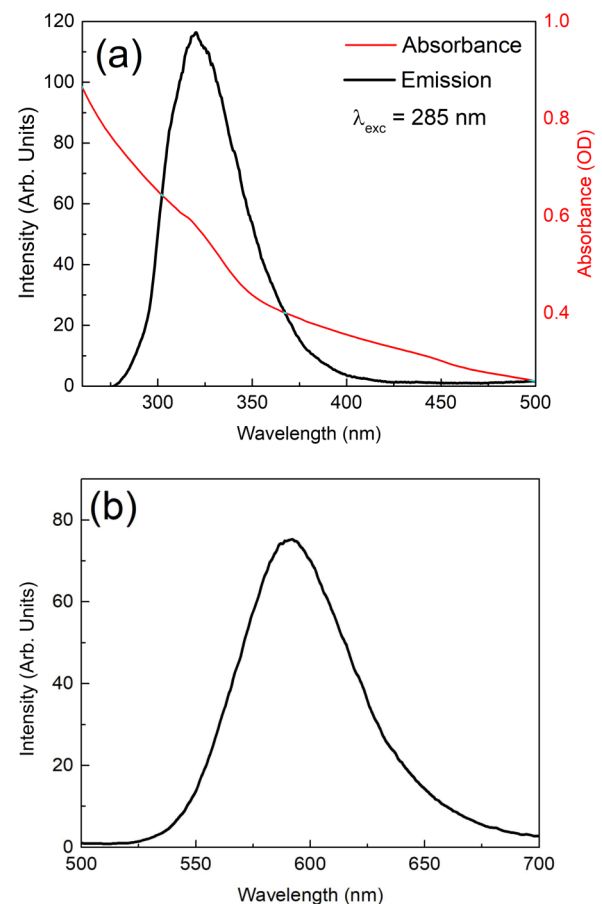 (a)
Absorbance
Emission
λexc = 285 nm
120
100
80
60
40
20
0
Intensity (Arb. Units)
1.0
0.8
0.6
0.4
Absorbance (OD)
300 350 400 450 500
Wavelength (nm)
(b)
80
60
40
20
0
Intensity (Arb. Units)
500 550 600 650 700
Wavelength (nm)